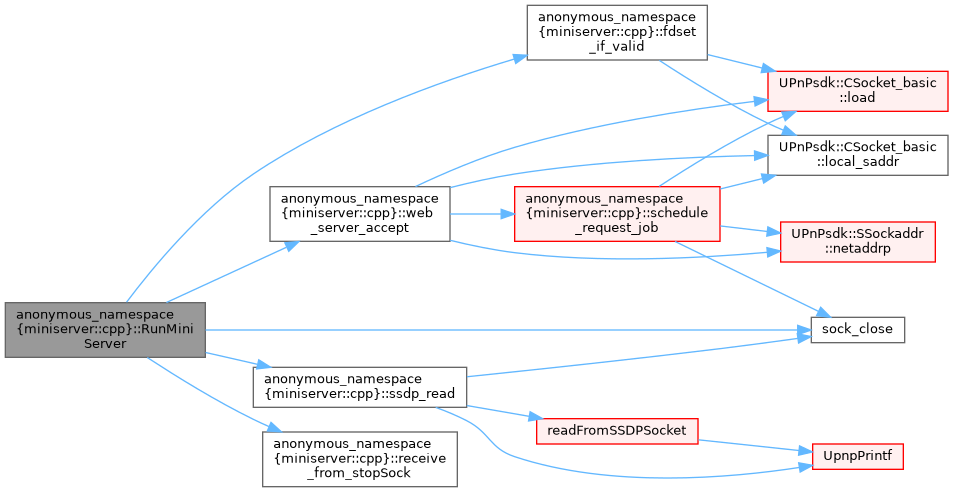 anonymous_namespace
{miniserver::cpp}::fdset
_if_valid
UPnPsdk::CSocket_basic
::load
UPnPsdk::CSocket_basic
::local_saddr
anonymous_namespace
{miniserver::cpp}::web
_server_accept
anonymous_namespace
{miniserver::cpp}::schedule
_request_job
UPnPsdk::SSockaddr
::netaddrp
anonymous_namespace
{miniserver::cpp}::RunMini
Server
sock_close
anonymous_namespace
{miniserver::cpp}::ssdp_read
readFromSSDPSocket
UpnpPrintf
anonymous_namespace
{miniserver::cpp}::receive
_from_stopSock